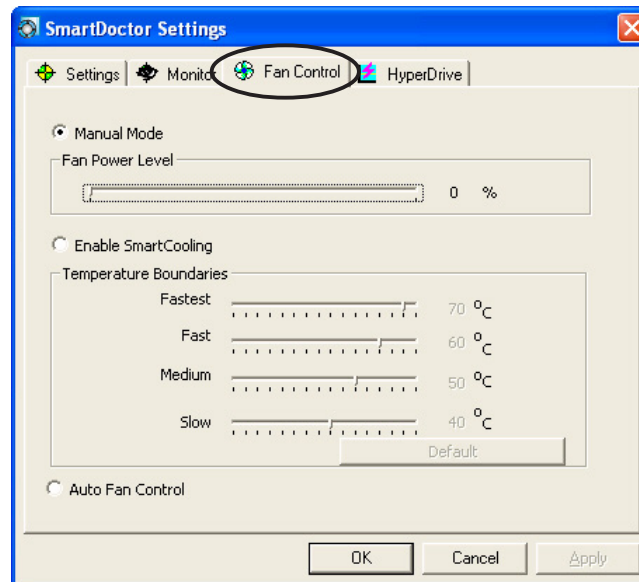 SmartDoctor Settings
Settings Monitor Fan Control HyperDrive
Manual Mode
Fan Power Level
0 %
Enable SmartCooling
Temperature Boundaries
Fastest 70 °C
Fast 60 °C
Medium 50 °C
Slow 40 °C
Default
Auto Fan Control
OK Cancel Apply